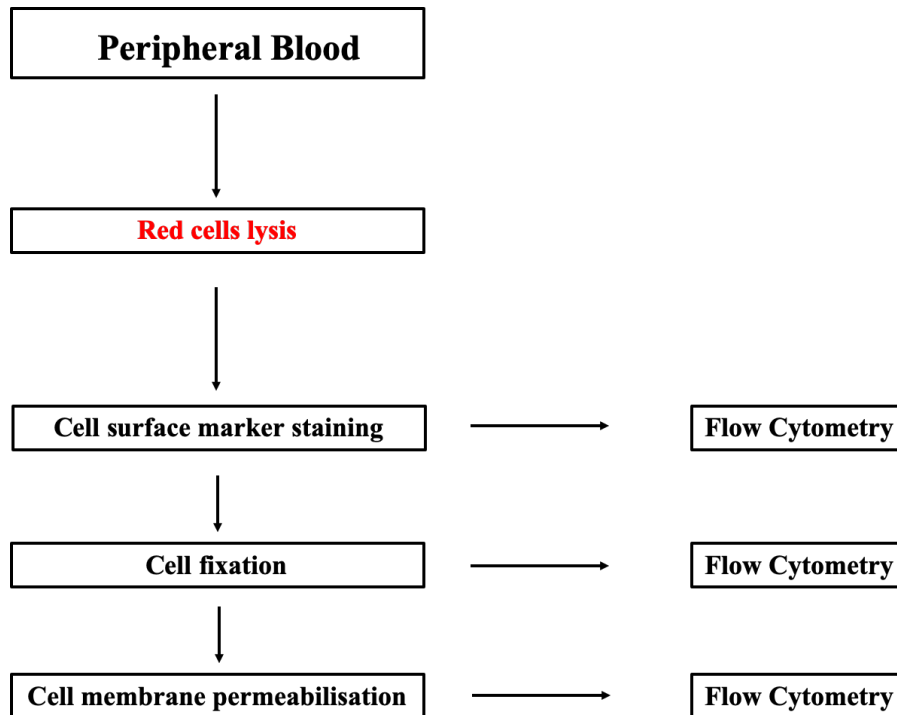 Peripheral Blood
Red cells lysis
Cell surface marker staining
Flow Cytometry
Cell fixation
Flow Cytometry
Cell membrane permeabilisation
Flow Cytometry